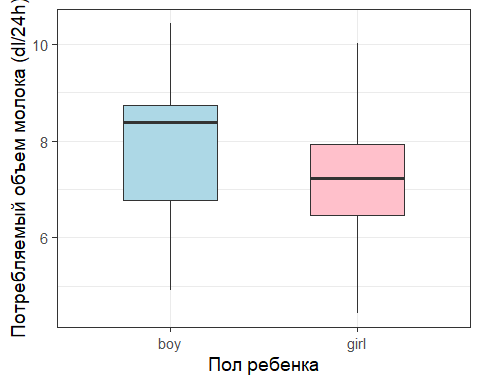 Потребляемый объем молока (dl/24h)
10
8
6
boy girl
Пол ребенка